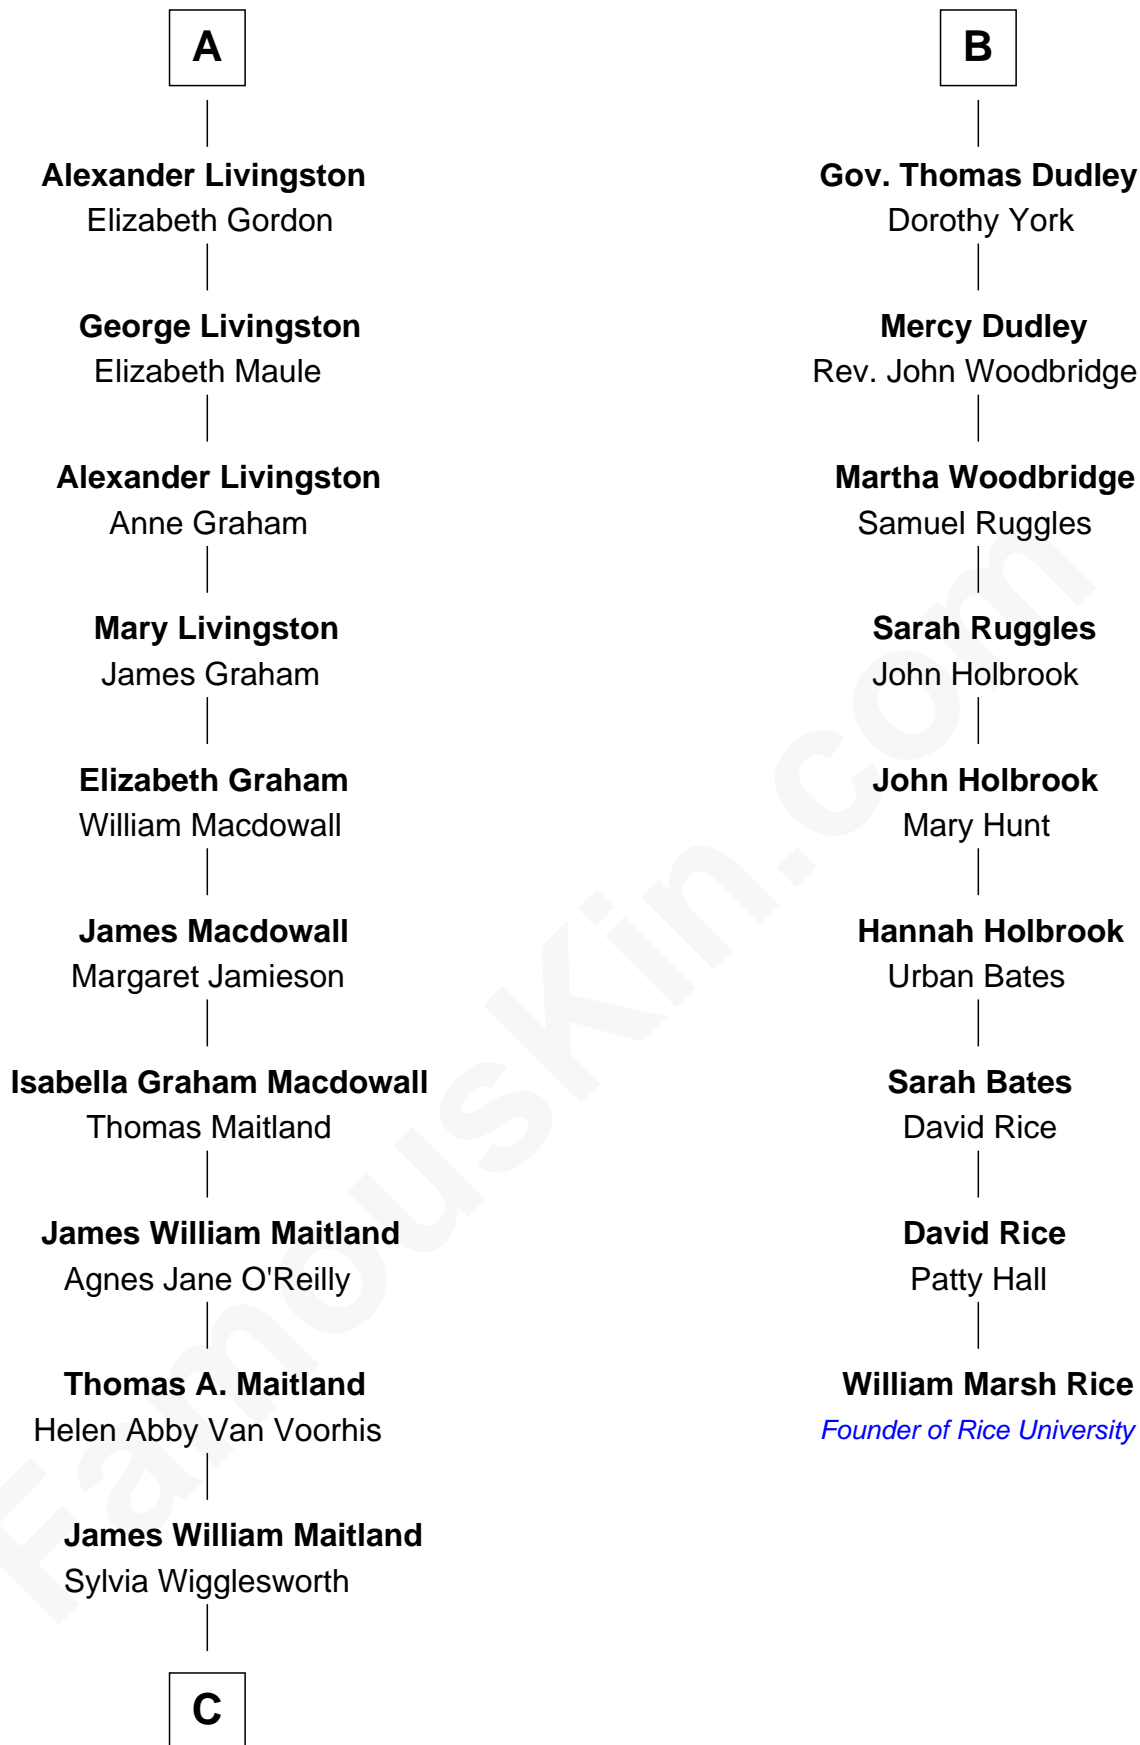 A
Alexander Livingston
Elizabeth Gordon
George Livingston
Elizabeth Maule
Alexander Livingston
Anne Graham
Mary Livingston
James Graham
Elizabeth Graham
William Macdowall
James Macdowall
Margaret Jamieson
Isabella Graham Macdowall
Thomas Maitland
James William Maitland
Agnes Jane O'Reilly
Thomas A. Maitland
Helen Abby Van Voorhis
James William Maitland
Sylvia Wigglesworth
C
B
Gov. Thomas Dudley
Dorothy York
Mercy Dudley
Rev. John Woodbridge
Martha Woodbridge
Samuel Ruggles
Sarah Ruggles
John Holbrook
John Holbrook
Mary Hunt
Hannah Holbrook
Urban Bates
Sarah Bates
David Rice
David Rice
Patty Hall
William Marsh Rice
Founder of Rice University
FamousKin.com